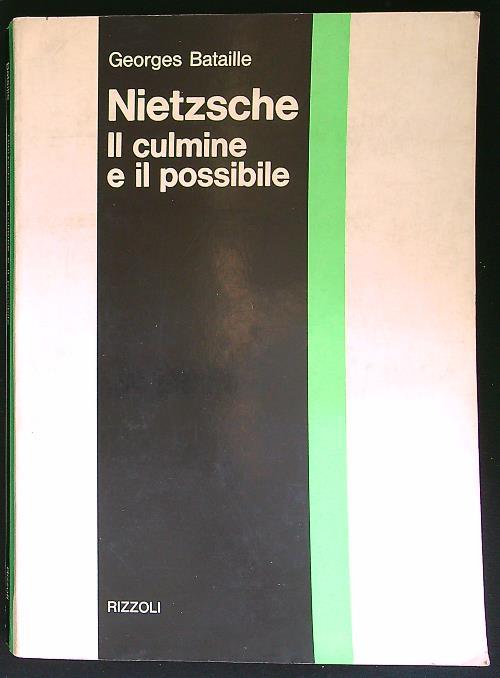 Georges Bataille
Nietzsche
Il culmine
e il possibile
RIZZOLI